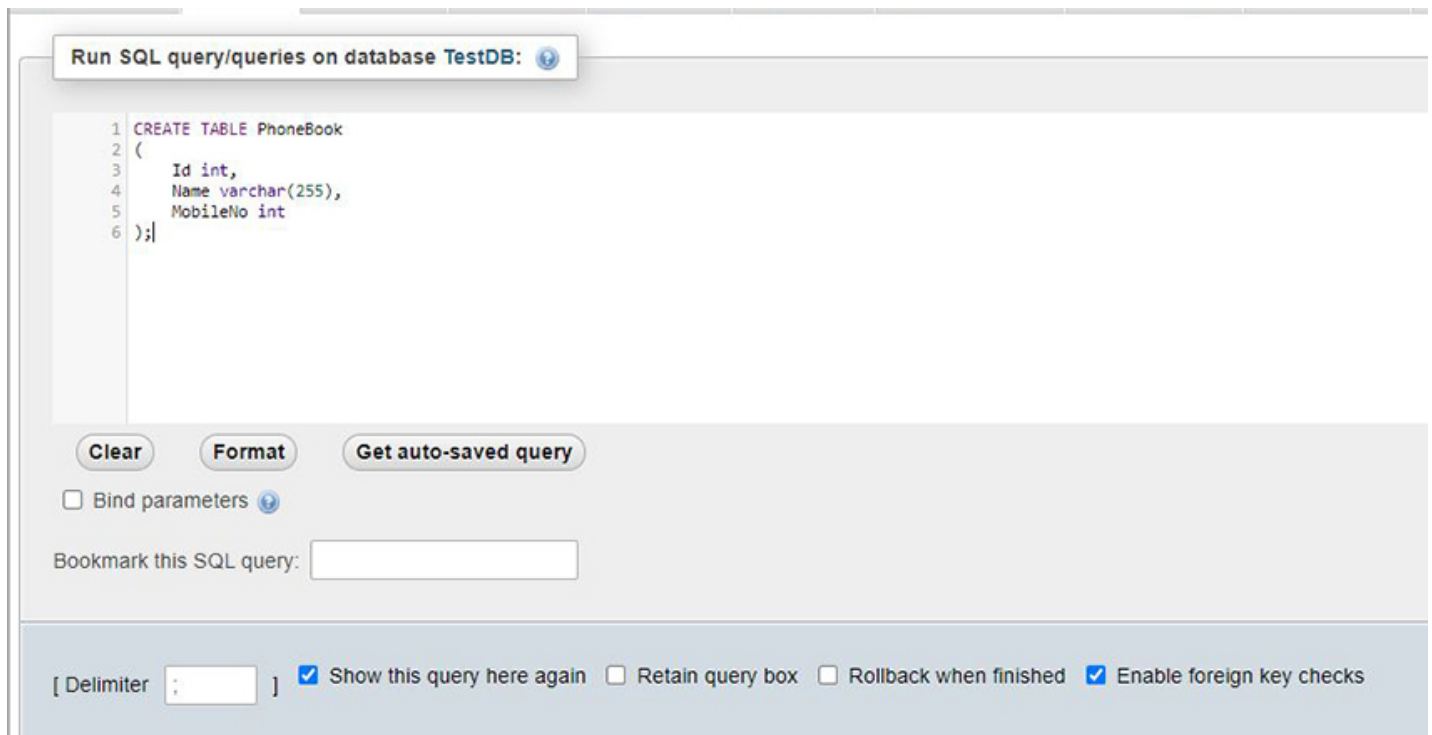 Run SQL query/queries on database TestDB:
1 CREATE TABLE PhoneBook
2 (
3     Id int,
4     Name varchar(255),
5     MobileNo int
6 );
Clear Format Get auto-saved query
Bind parameters
Bookmark this SQL query:
[ Delimiter ; ] Show this query here again Retain query box Rollback when finished Enable foreign key checks